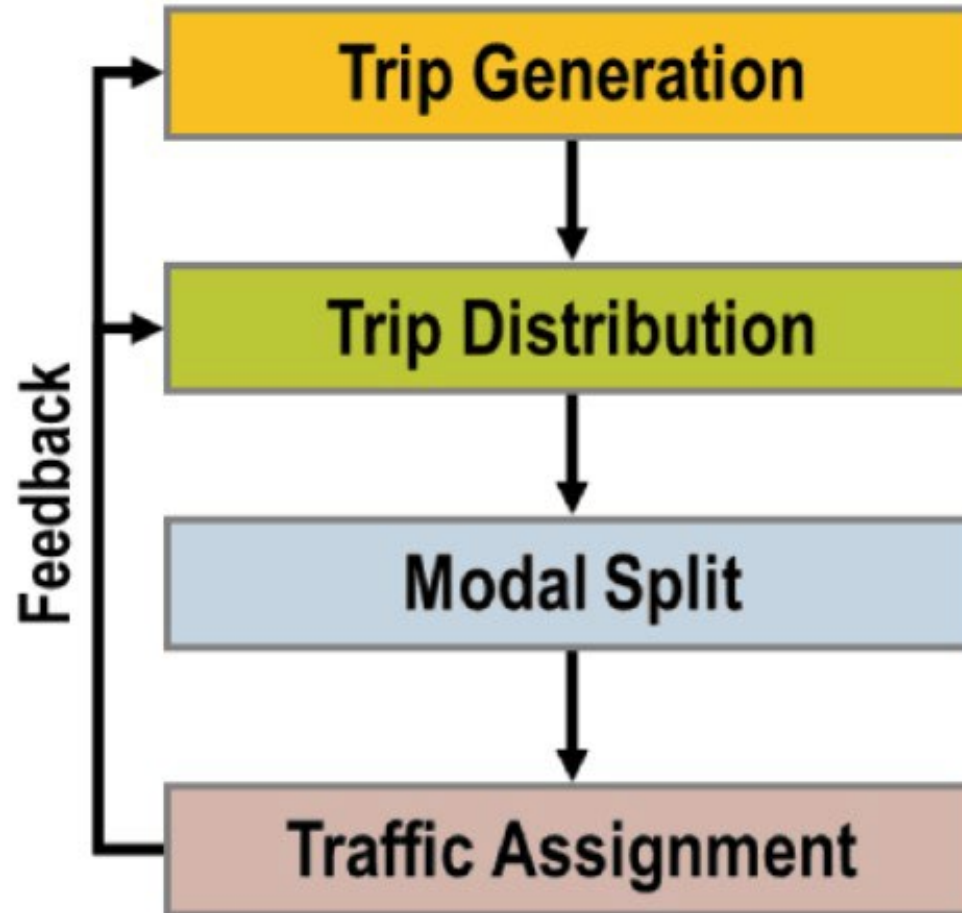 Trip Generation
Trip Distribution
Feedback
Modal Split
Traffic Assignment